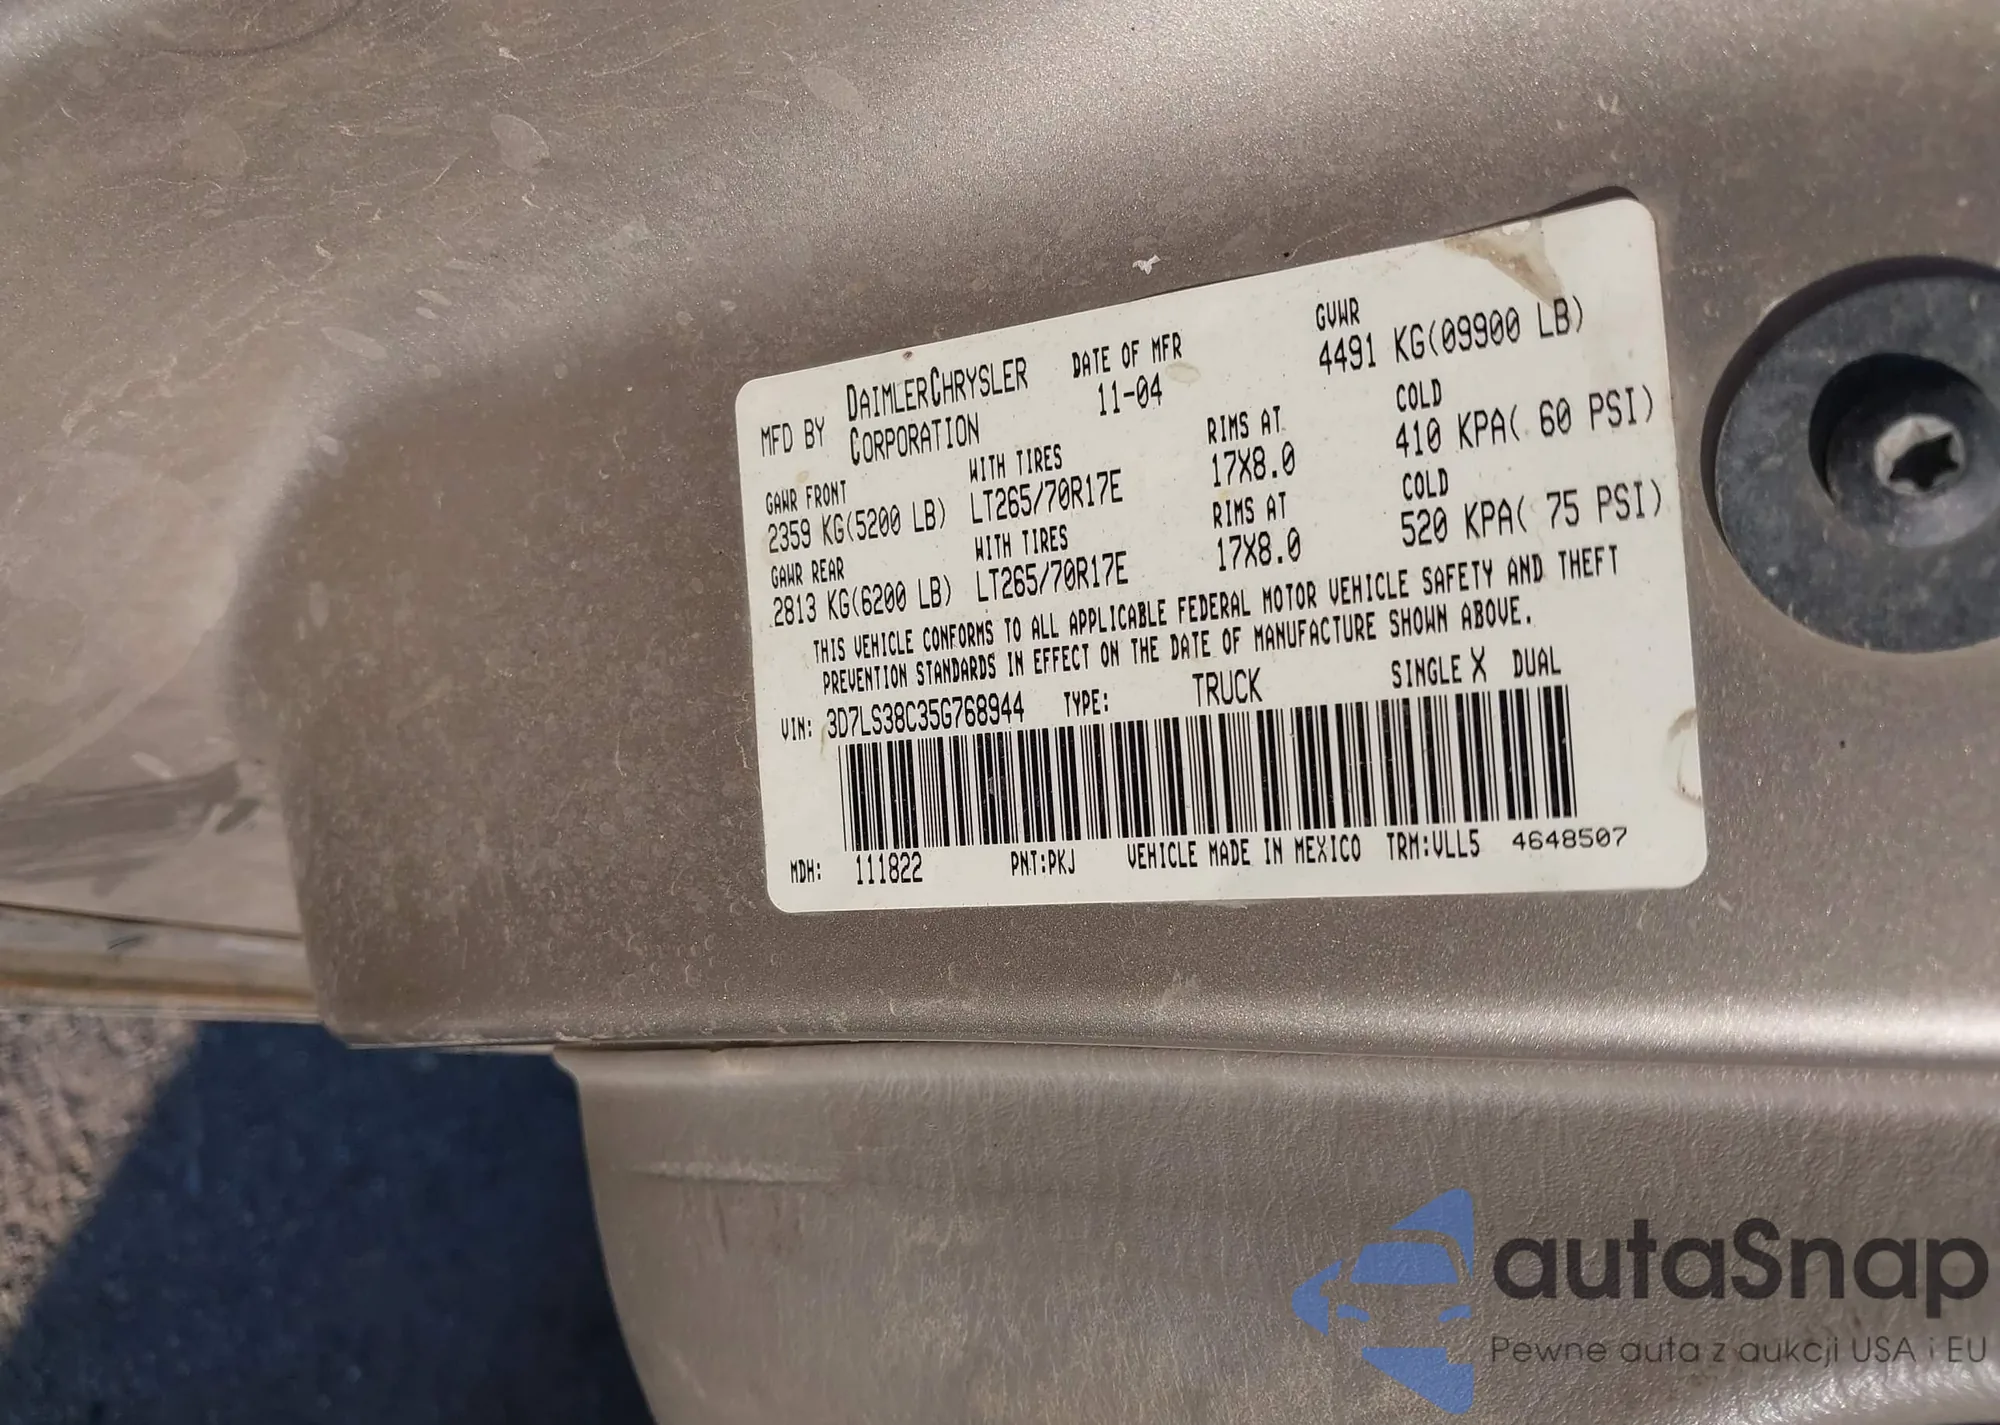 MFD BY DAIMLERCHRYSLER CORPORATION
DATE OF MFR 11-04
GVWR 4491 KG(09900 LB)
GAWR FRONT WITH TIRES RIMS AT COLD
2359 KG(5200 LB) LT265/70R17E 17X8.0 410 KPA( 60 PSI)
GAWR REAR WITH TIRES RIMS AT COLD
2813 KG(6200 LB) LT265/70R17E 17X8.0 520 KPA( 75 PSI)
THIS VEHICLE CONFORMS TO ALL APPLICABLE FEDERAL MOTOR VEHICLE SAFETY AND THEFT
PREVENTION STANDARDS IN EFFECT ON THE DATE OF MANUFACTURE SHOWN ABOVE.
VIN: 3D7LS38C35G768944 TYPE: TRUCK SINGLE X DUAL
MDH: 111822 PNT:PKJ VEHICLE MADE IN MEXICO TRM:VLL5 4648507
autaSnap
Pewne auta z aukcji USA i EU